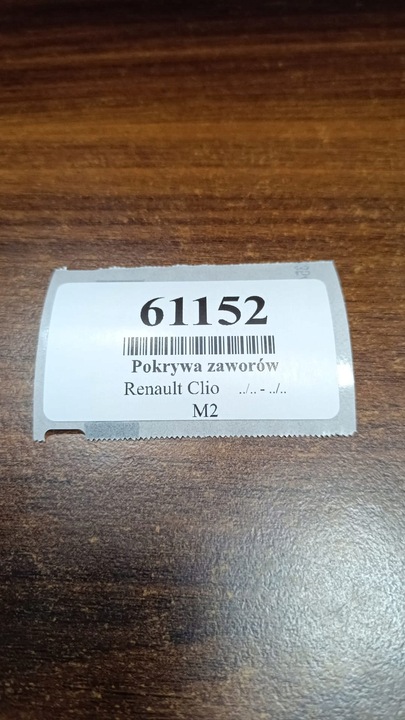 61152
Pokrywa zaworów
Renault Clio ../.. - ../..
M2